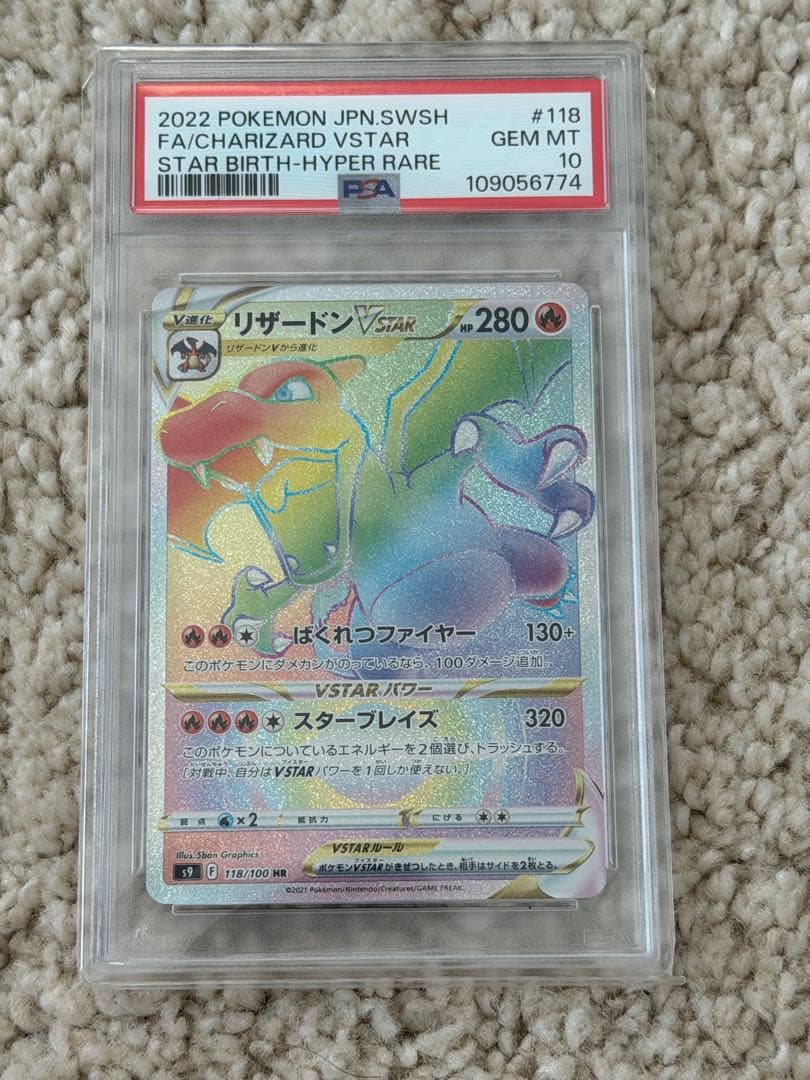 2022 POKEMON JPN.SWSH #118
FA/CHARIZARD VSTAR GEM MT
STAR BIRTH-HYPER RARE 10
PSA 109056774
V進化 リザードンVSTAR HP280
リザードンVから進化
ばくれつファイヤー 130+
このポケモンにダメカンがのっているなら、100ダメージ追加。
VSTARパワー
スターブレイズ 320
このポケモンについているエネルギーを2個選び、トラッシュする。
[対戦中、自分はVSTARパワーを1回しか使えない。]
弱点 ×2 抵抗力 にげる
Illus. 5ban Graphics VSTARルール
ポケモンVSTARがきぜつしたとき、相手はサイドを2枚とる。
s9 F 118/100 HR
©2021 Pokémon/Nintendo/Creatures/GAME FREAK.